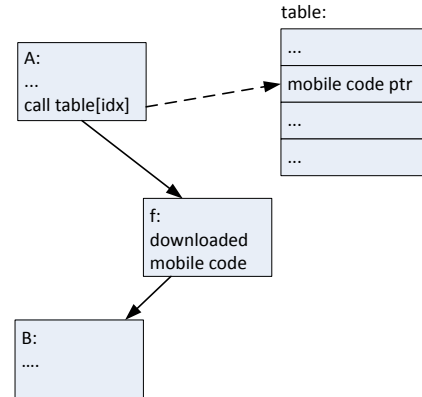 table:
...
mobile code ptr
...
...
A:
...
call table[idx]
f:
downloaded
mobile code
B:
....